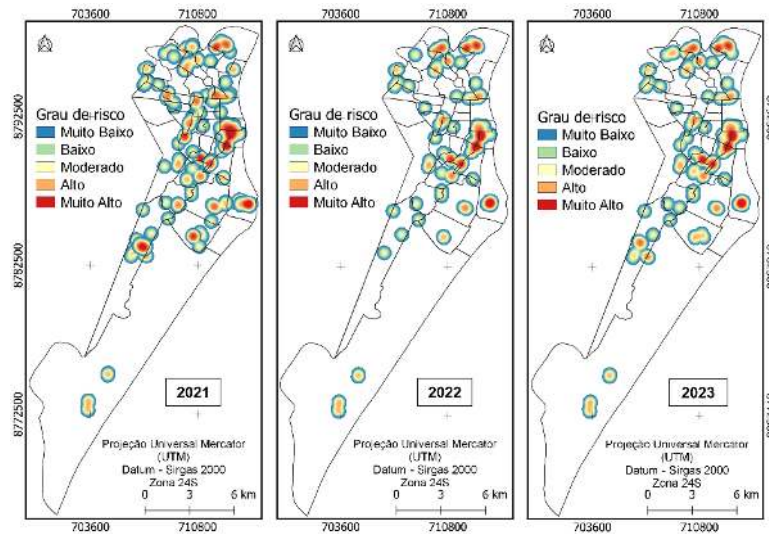 703600 710800 703600 710800 703600 710800
Grau de risco
Muito Baixo
Baixo
Moderado
Alto
Muito Alto
2021
Projeção Universal Mercator
(UTM)
Datum - Sirgas 2000
Zona 24S
0 3 6 km
Grau de risco
Muito Baixo
Baixo
Moderado
Alto
Muito Alto
2022
Projeção Universal Mercator
(UTM)
Datum - Sirgas 2000
Zona 24S
0 3 6 km
Grau de risco
Muito Baixo
Baixo
Moderado
Alto
Muito Alto
2023
Projeção Universal Mercator
(UTM)
Datum - Sirgas 2000
Zona 24S
0 3 6 km
8792500
8782500
8772500
703600 710800 703600 710800 703600 710800